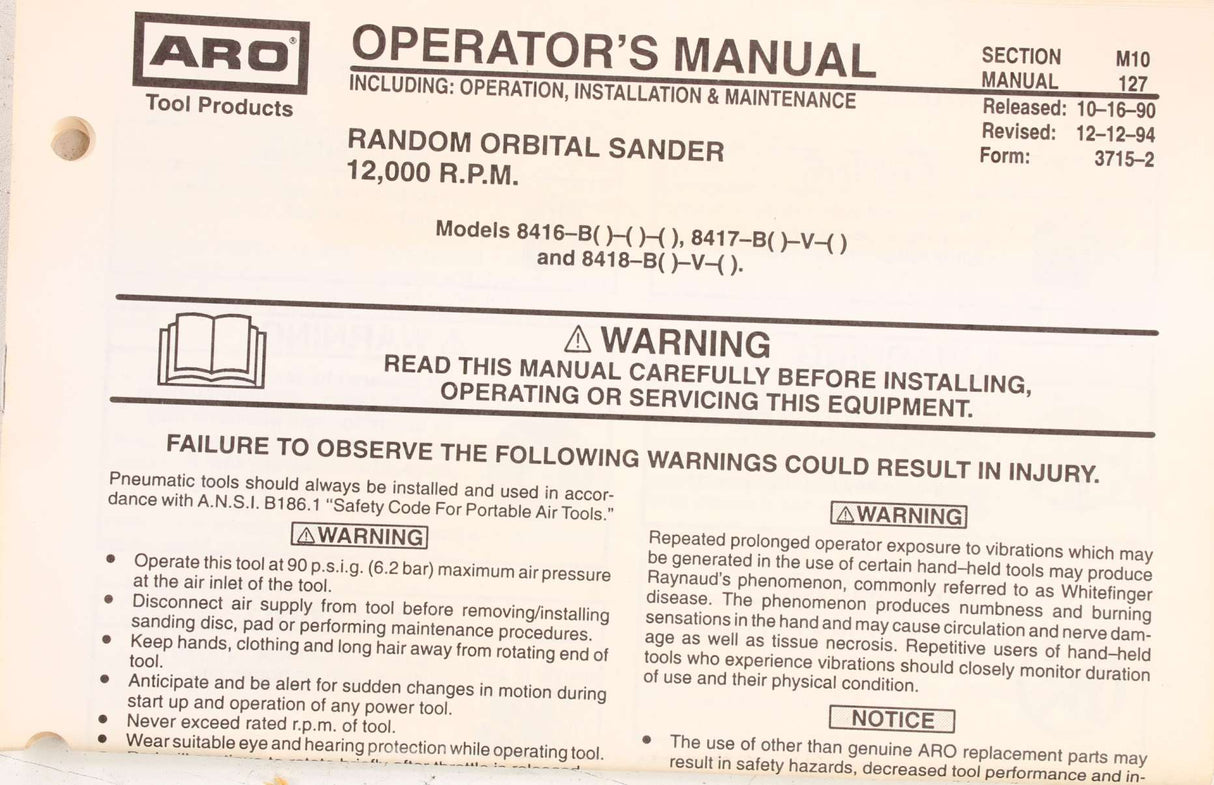 ARO®
Tool Products
OPERATOR'S MANUAL
INCLUDING: OPERATION, INSTALLATION & MAINTENANCE
SECTION M10
MANUAL 127
Released: 10–16–90
Revised: 12–12–94
Form: 3715–2
RANDOM ORBITAL SANDER
12,000 R.P.M.
Models 8416–B( )–( )–( ), 8417–B( )–V–( )
and 8418–B( )–V–( ).
⚠ WARNING
READ THIS MANUAL CAREFULLY BEFORE INSTALLING,
OPERATING OR SERVICING THIS EQUIPMENT.
FAILURE TO OBSERVE THE FOLLOWING WARNINGS COULD RESULT IN INJURY.
Pneumatic tools should always be installed and used in accor-
dance with A.N.S.I. B186.1 “Safety Code For Portable Air Tools.”
⚠WARNING
• Operate this tool at 90 p.s.i.g. (6.2 bar) maximum air pressure
at the air inlet of the tool.
• Disconnect air supply from tool before removing/installing
sanding disc, pad or performing maintenance procedures.
• Keep hands, clothing and long hair away from rotating end of
tool.
• Anticipate and be alert for sudden changes in motion during
start up and operation of any power tool.
• Never exceed rated r.p.m. of tool.
• Wear suitable eye and hearing protection while operating tool.
⚠WARNING
Repeated prolonged operator exposure to vibrations which may
be generated in the use of certain hand–held tools may produce
Raynaud's phenomenon, commonly referred to as Whitefinger
disease. The phenomenon produces numbness and burning
sensations in the hand and may cause circulation and nerve dam-
age as well as tissue necrosis. Repetitive users of hand–held
tools who experience vibrations should closely monitor duration
of use and their physical condition.
NOTICE
• The use of other than genuine ARO replacement parts may
result in safety hazards, decreased tool performance and in-